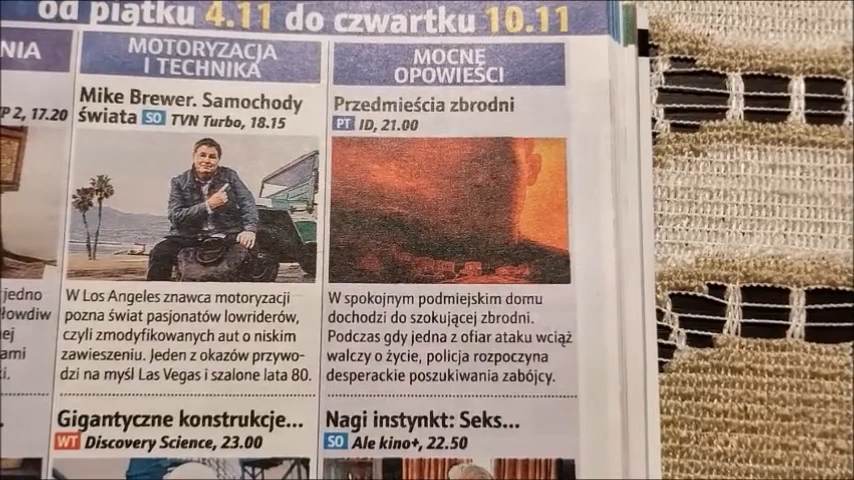 od piątku 4.11 do czwartku 10.11
NIA
P 2, 17.20
jedno
łowdiw
ej
ami
i.
MOTORYZACJA
I TECHNIKA
Mike Brewer. Samochody
świata SO TVN Turbo, 18.15
W Los Angeles znawca motoryzacji
pozna świat pasjonatów lowriderów,
czyli zmodyfikowanych aut o niskim
zawieszeniu. Jeden z okazów przywo-
dzi na myśl Las Vegas i szalone lata 80.
Gigantyczne konstrukcje...
WT Discovery Science, 23.00
MOCNE
OPOWIEŚCI
Przedmieścia zbrodni
PT ID, 21.00
W spokojnym podmiejskim domu
dochodzi do szokującej zbrodni.
Podczas gdy jedna z ofiar ataku wciąż
walczy o życie, policja rozpoczyna
desperackie poszukiwania zabójcy.
Nagi instynkt: Seks...
SO Ale kino+, 22.50